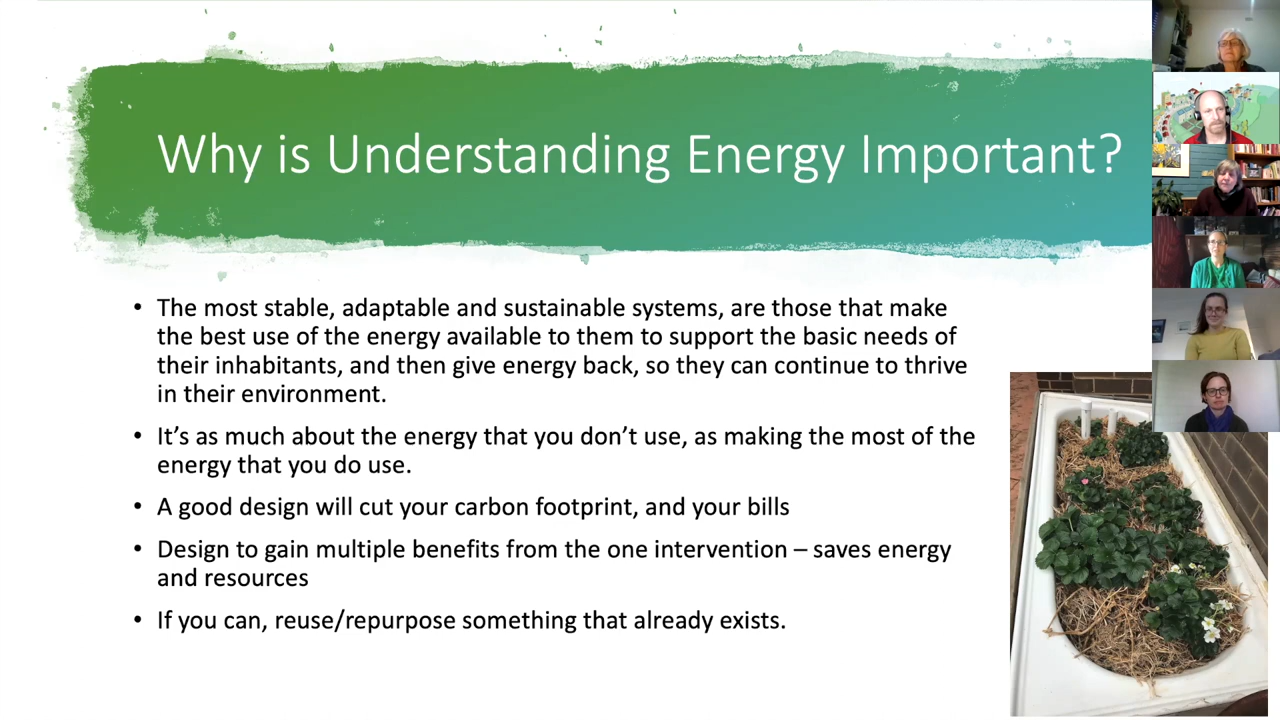 Why is Understanding Energy Important?
• The most stable, adaptable and sustainable systems, are those that make
the best use of the energy available to them to support the basic needs of
their inhabitants, and then give energy back, so they can continue to thrive
in their environment.
• It’s as much about the energy that you don’t use, as making the most of the
energy that you do use.
• A good design will cut your carbon footprint, and your bills
• Design to gain multiple benefits from the one intervention – saves energy
and resources
• If you can, reuse/repurpose something that already exists.